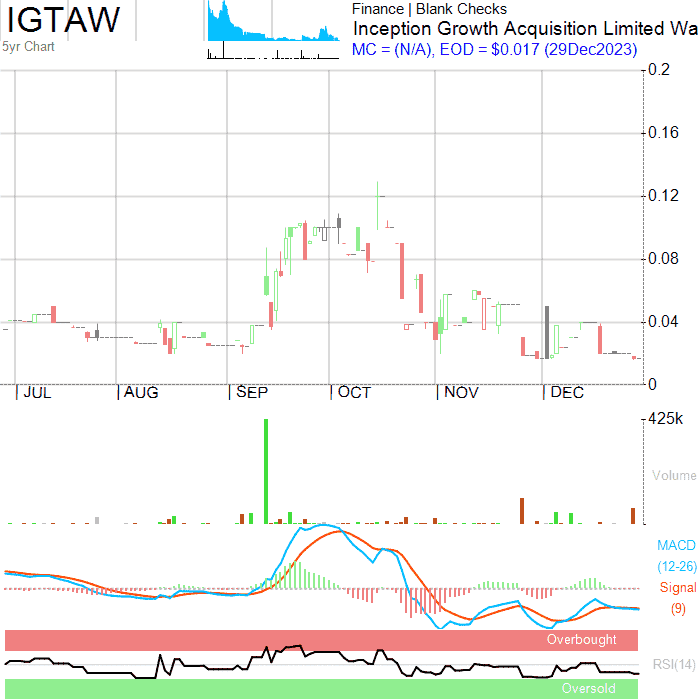 IGTAW
5yr Chart
Finance | Blank Checks
Inception Growth Acquisition Limited Wa
MC = (N/A), EOD = $0.017 (29Dec2023)
0.2
0.16
0.12
0.08
0.04
0
JUL AUG SEP OCT NOV DEC
425k
Volume
MACD
(12-26)
Signal
(9)
Overbought
RSI(14)
Oversold